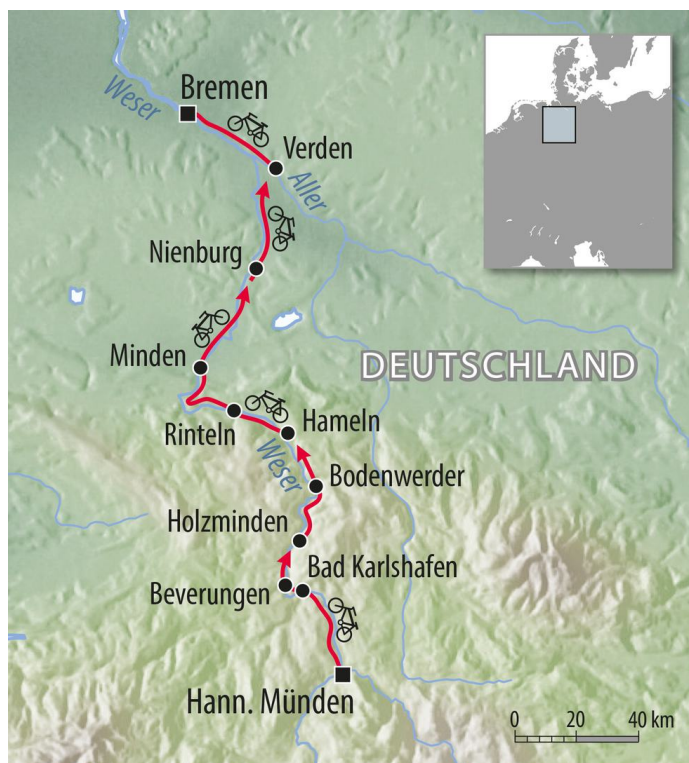 Bremen
Weser
Verden
Aller
Nienburg
Minden
DEUTSCHLAND
Rinteln
Hameln
Weser
Bodenwerder
Holzminden
Bad Karlshafen
Beverungen
Hann. Münden
0 20 40 km